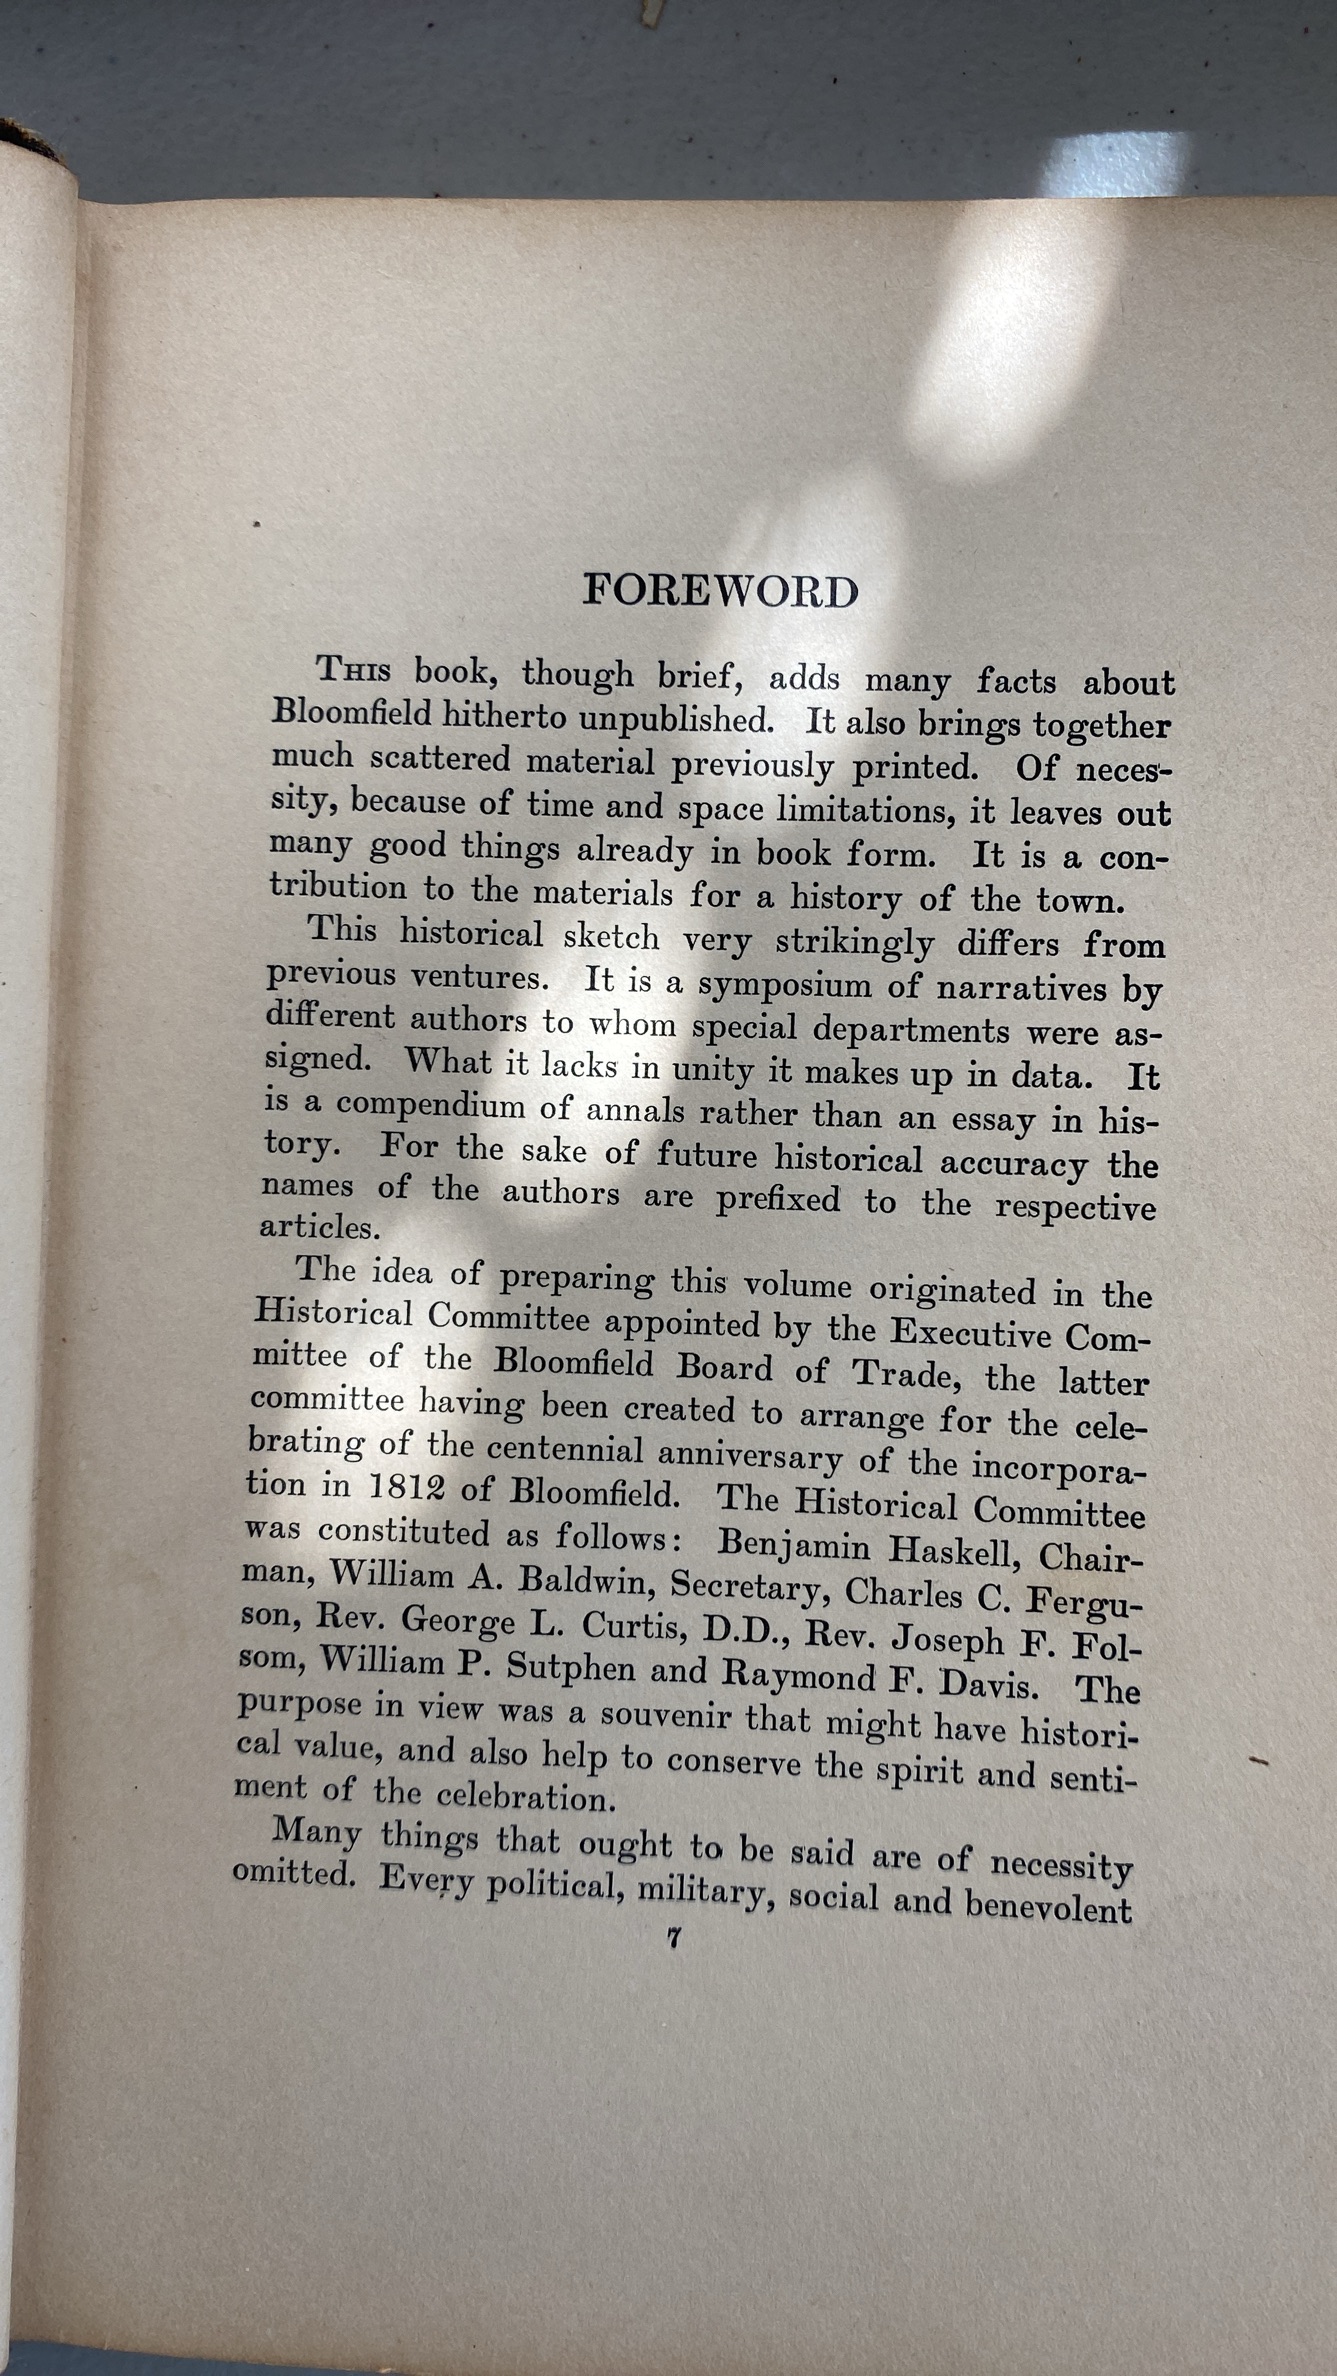 FOREWORD
THIS book, though brief, adds many facts about
Bloomfield hitherto unpublished. It also brings together
much scattered material previously printed. Of neces-
sity, because of time and space limitations, it leaves out
many good things already in book form. It is a con-
tribution to the materials for a history of the town.
This historical sketch very strikingly differs from
previous ventures. It is a symposium of narratives by
different authors to whom special departments were as-
signed. What it lacks in unity it makes up in data. It
is a compendium of annals rather than an essay in his-
tory. For the sake of future historical accuracy the
names of the authors are prefixed to the respective
articles.
The idea of preparing this volume originated in the
Historical Committee appointed by the Executive Com-
mittee of the Bloomfield Board of Trade, the latter
committee having been created to arrange for the cele-
brating of the centennial anniversary of the incorpora-
tion in 1812 of Bloomfield. The Historical Committee
was constituted as follows: Benjamin Haskell, Chair-
man, William A. Baldwin, Secretary, Charles C. Fergu-
son, Rev. George L. Curtis, D.D., Rev. Joseph F. Fol-
som, William P. Sutphen and Raymond F. Davis. The
purpose in view was a souvenir that might have histori-
cal value, and also help to conserve the spirit and senti-
ment of the celebration.
Many things that ought to be said are of necessity
omitted. Every political, military, social and benevolent
7